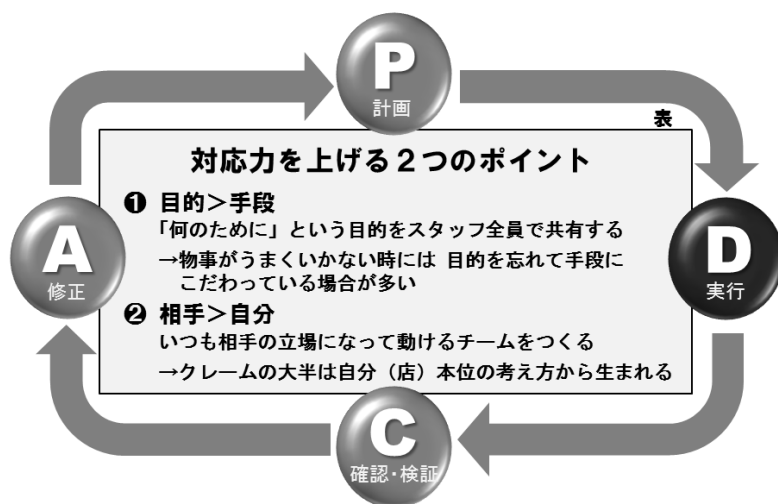 P
計画
表
対応力を上げる2つのポイント
❶ 目的>手段
「何のために」という目的をスタッフ全員で共有する
→物事がうまくいかない時には 目的を忘れて手段に
こだわっている場合が多い
❷ 相手>自分
いつも相手の立場になって動けるチームをつくる
→クレームの大半は自分(店)本位の考え方から生まれる
A
修正
D
実行
C
確認・検証